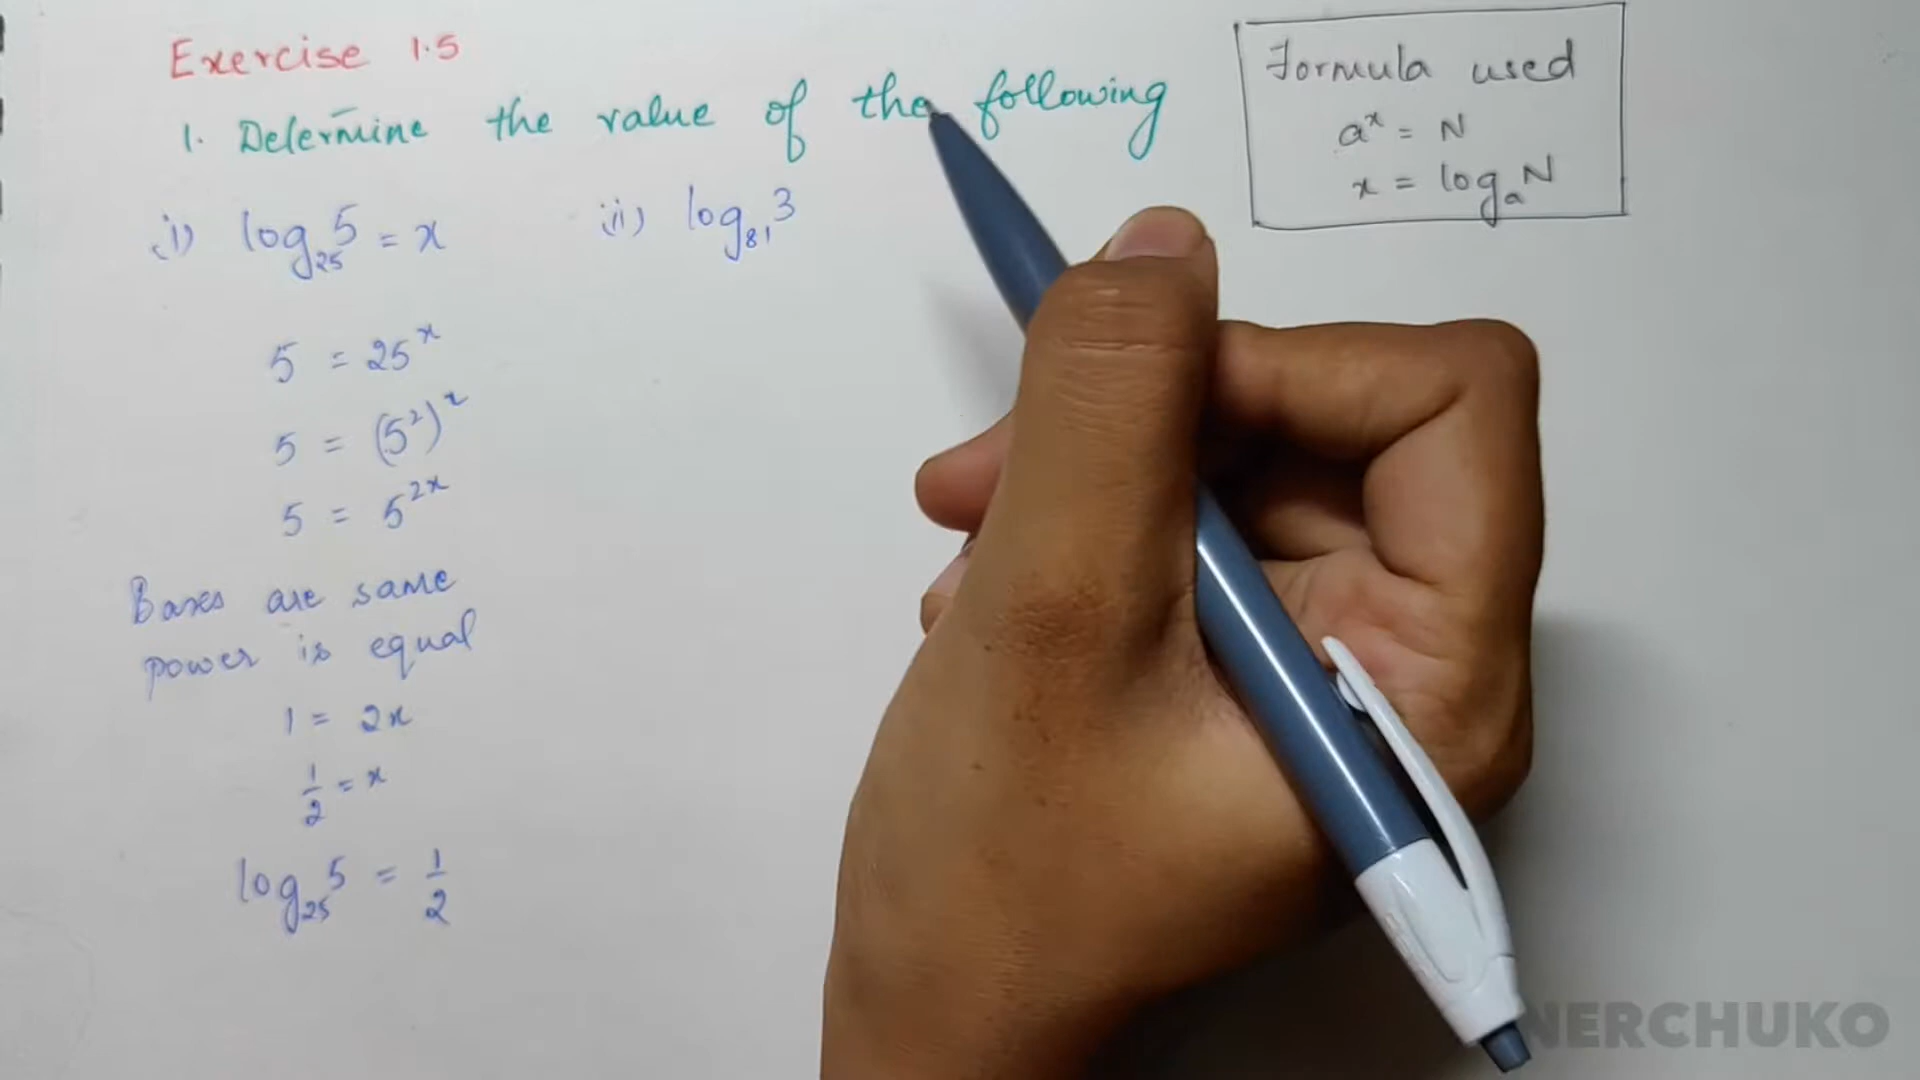 Exercise 1.5
1. Determine the value of the following
Formula used
aˣ = N
x = logₐN
i) log₂₅5 = x
ii) log₈₁3
5 = 25ˣ
5 = (5²)ˣ
5 = 5²ˣ
Bases are same
power is equal
1 = 2x
1/2 = x
log₂₅5 = 1/2
NERCHUKO